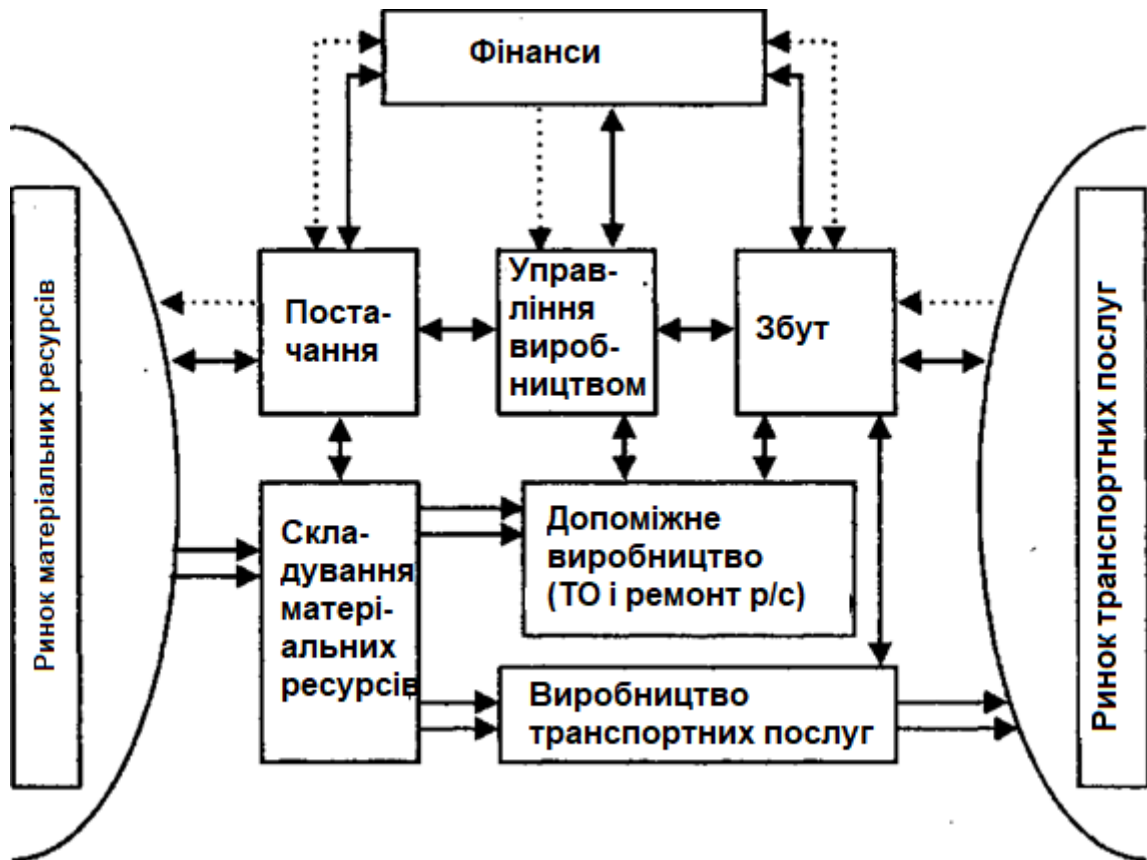 Фінанси
Ринок матеріальних ресурсів
Поста-
чання
Управ-
ління
вироб-
ництвом
Збут
Ринок транспортних послуг
Скла-
дування
матері-
альних
ресурсів
Допоміжне
виробництво
(ТО і ремонт р/с)
Виробництво
транспортних послуг